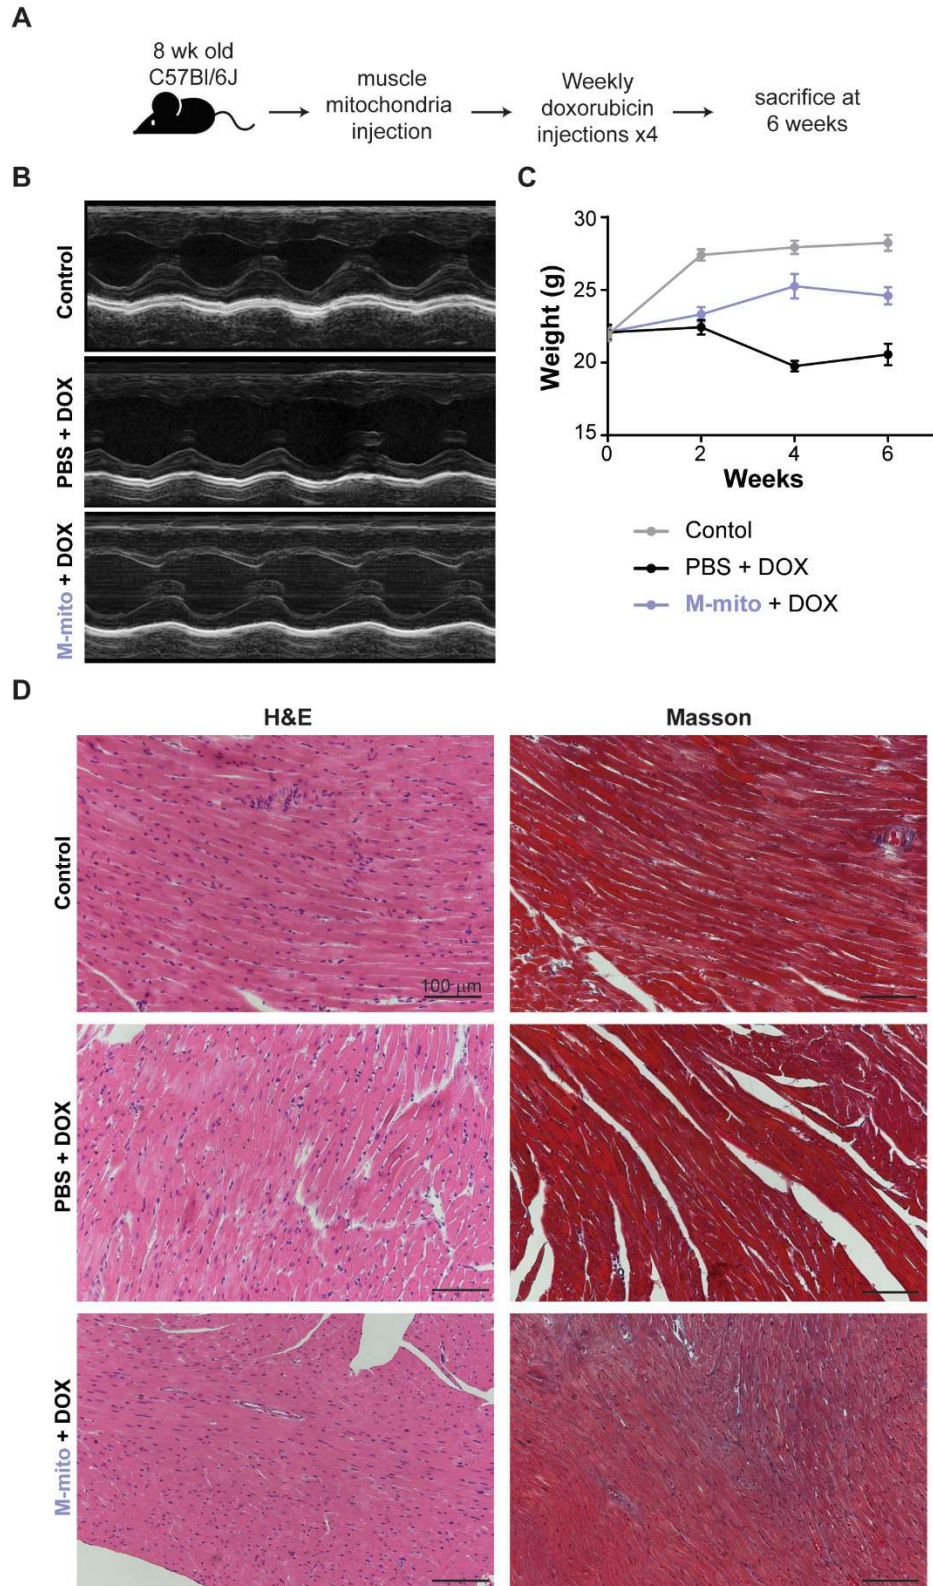 A
8 wk old
C57Bl/6J
muscle
mitochondria
injection
Weekly
doxorubicin
injections x4
sacrifice at
6 weeks
B
Control
PBS + DOX
M-mito + DOX
C
Weight (g)
30
25
20
15
0
2
4
6
Weeks
Contol
PBS + DOX
M-mito + DOX
D
H&E
Masson
Control
100 μm
PBS + DOX
M-mito + DOX